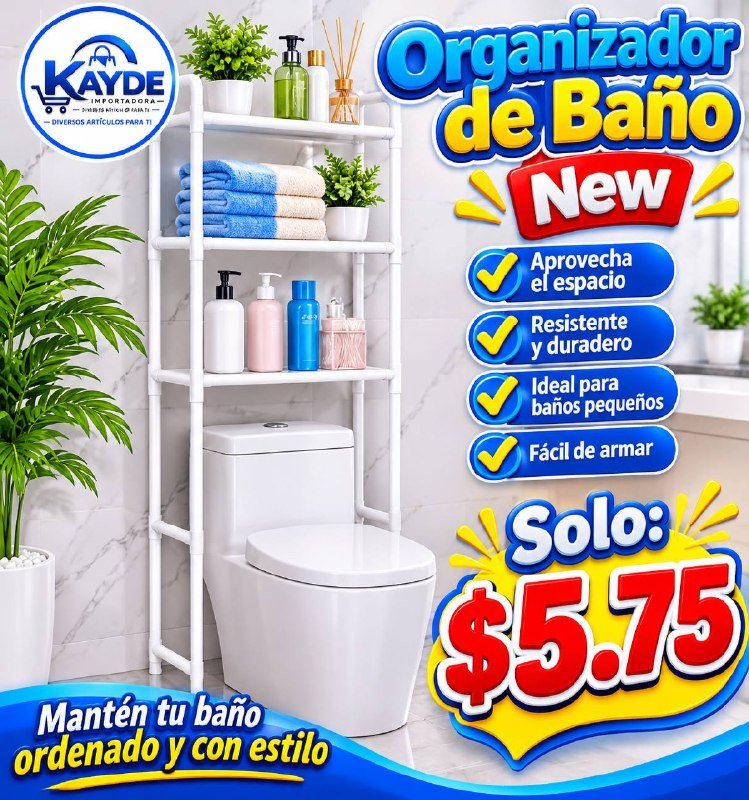 KAYDE
IMPORTADORA
DIVERSOS ARTÍCULOS PARA TI
Organizador
de Baño
New
Aprovecha
el espacio
Resistente
y duradero
Ideal para
baños pequeños
Fácil de armar
Solo:
$5.75
Mantén tu baño
ordenado y con estilo